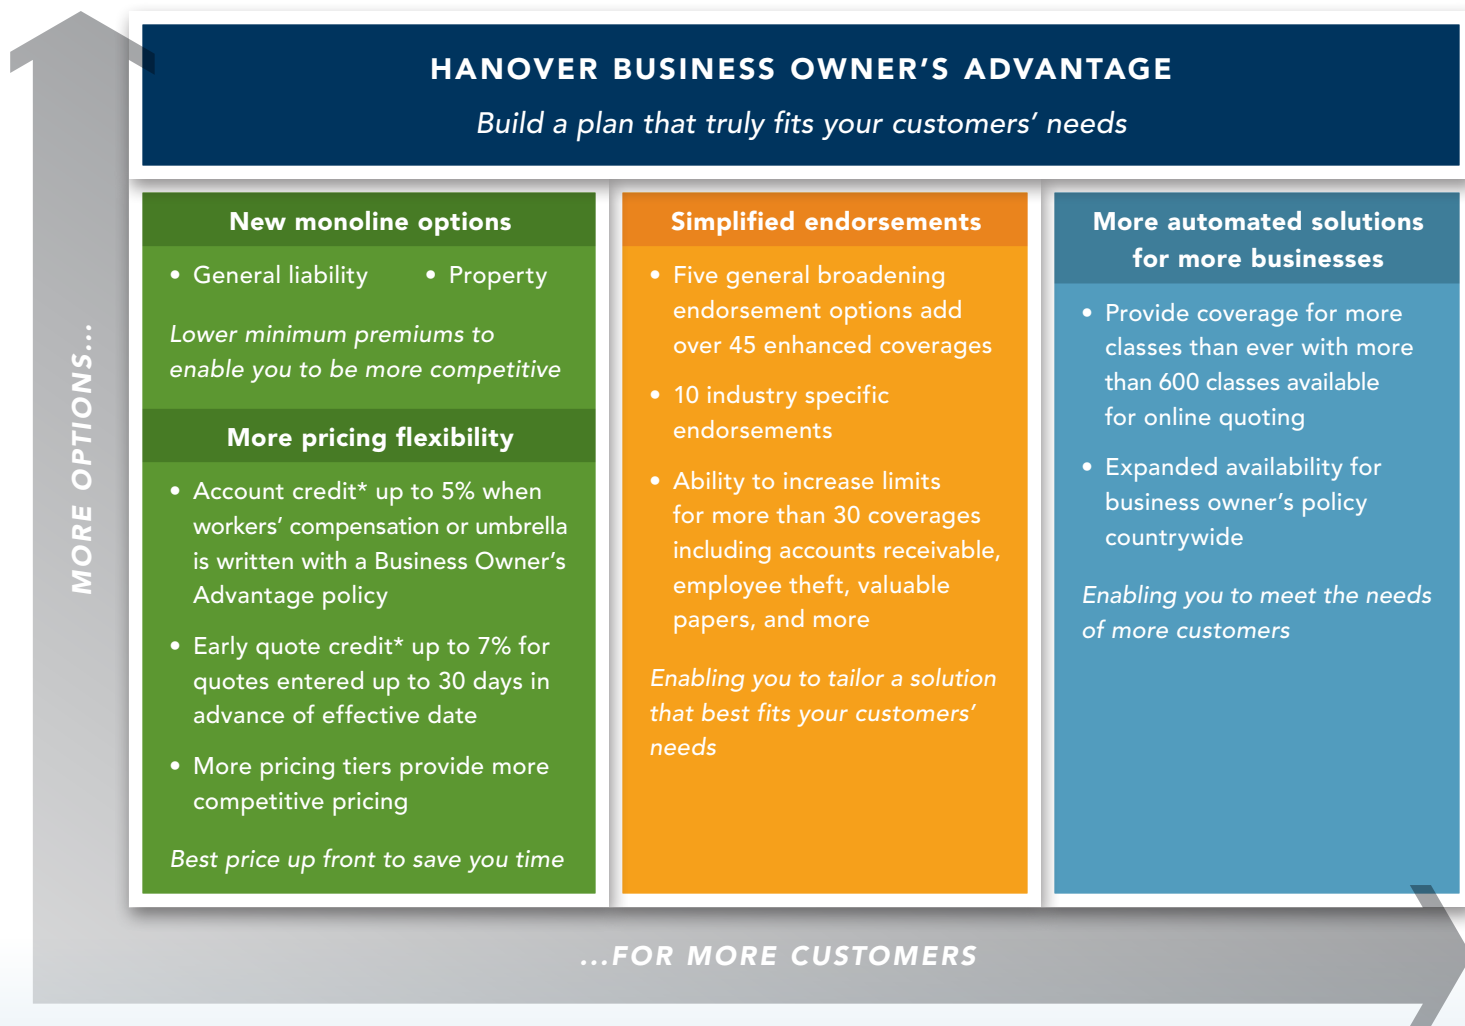 HANOVER BUSINESS OWNER'S ADVANTAGE
Build a plan that truly fits your customers' needs
New monoline options
• General liability • Property
Lower minimum premiums to
enable you to be more competitive
More pricing flexibility
• Account credit* up to 5% when
workers' compensation or umbrella
is written with a Business Owner's
Advantage policy
• Early quote credit* up to 7% for
quotes entered up to 30 days in
advance of effective date
• More pricing tiers provide more
competitive pricing
Best price up front to save you time
Simplified endorsements
• Five general broadening
endorsement options add
over 45 enhanced coverages
• 10 industry specific
endorsements
• Ability to increase limits
for more than 30 coverages
including accounts receivable,
employee theft, valuable
papers, and more
Enabling you to tailor a solution
that best fits your customers'
needs
More automated solutions
for more businesses
• Provide coverage for more
classes than ever with more
than 600 classes available
for online quoting
• Expanded availability for
business owner's policy
countrywide
Enabling you to meet the needs
of more customers
MORE OPTIONS...
...FOR MORE CUSTOMERS